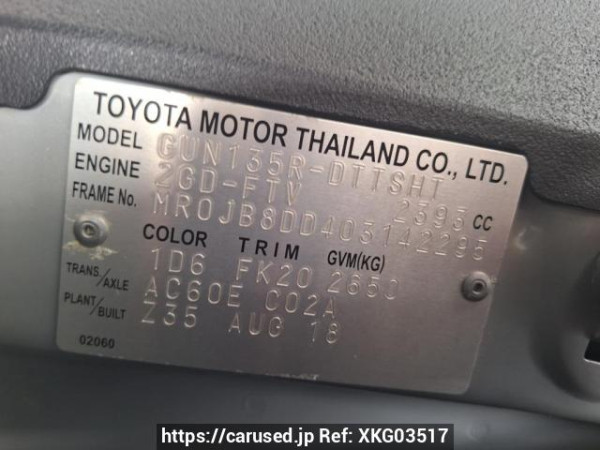 TOYOTA MOTOR THAILAND CO., LTD.
MODEL GUN135R-DTTSHT
ENGINE 2GD-FTV 2393 CC
FRAME No. MR0JB8DD403142295
COLOR TRIM GVM(KG)
1D6 FK20 2650
TRANS/AXLE AC60E C02A
PLANT/BUILT Z35 AUG 18
02060
https://carused.jp Ref: XKG03517